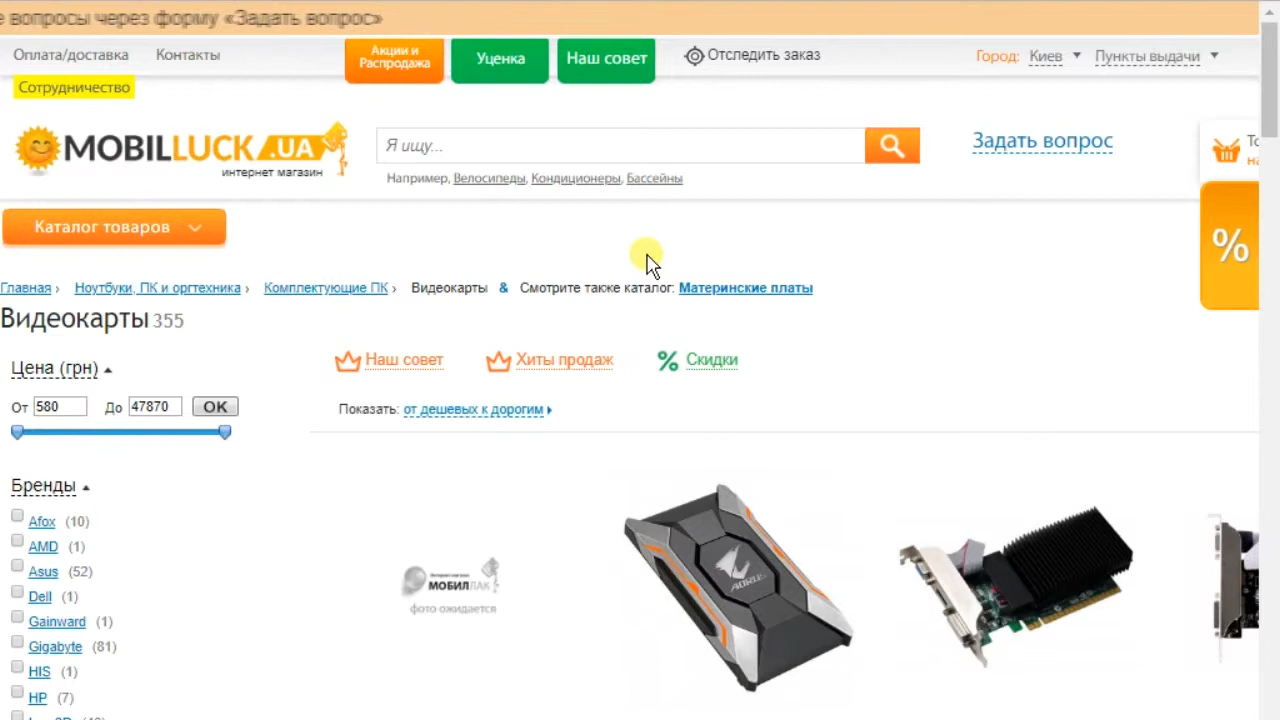 вопросы через форму «Задать вопрос»
Оплата/доставка
Контакты
Акции и
Распродажа
Уценка
Наш совет
Отследить заказ
Город: Киев
Пункты выдачи
Сотрудничество
MOBILLUCK.UA
интернет магазин
Я ищу...
Например, Велосипеды, Кондиционеры, Бассейны
Задать вопрос
Каталог товаров
%
Главная › Ноутбуки, ПК и оргтехника › Комплектующие ПК › Видеокарты & Смотрите также каталог: Материнские платы
Видеокарты 355
Наш совет
Хиты продаж
% Скидки
Цена (грн)
От 580 До 47870 OK
Показать: от дешевых к дорогим
Бренды
Afox (10)
AMD (1)
Asus (52)
Dell (1)
Gainward (1)
Gigabyte (81)
HIS (1)
HP (7)
МОБИЛЛАК
фото ожидается
AORUS